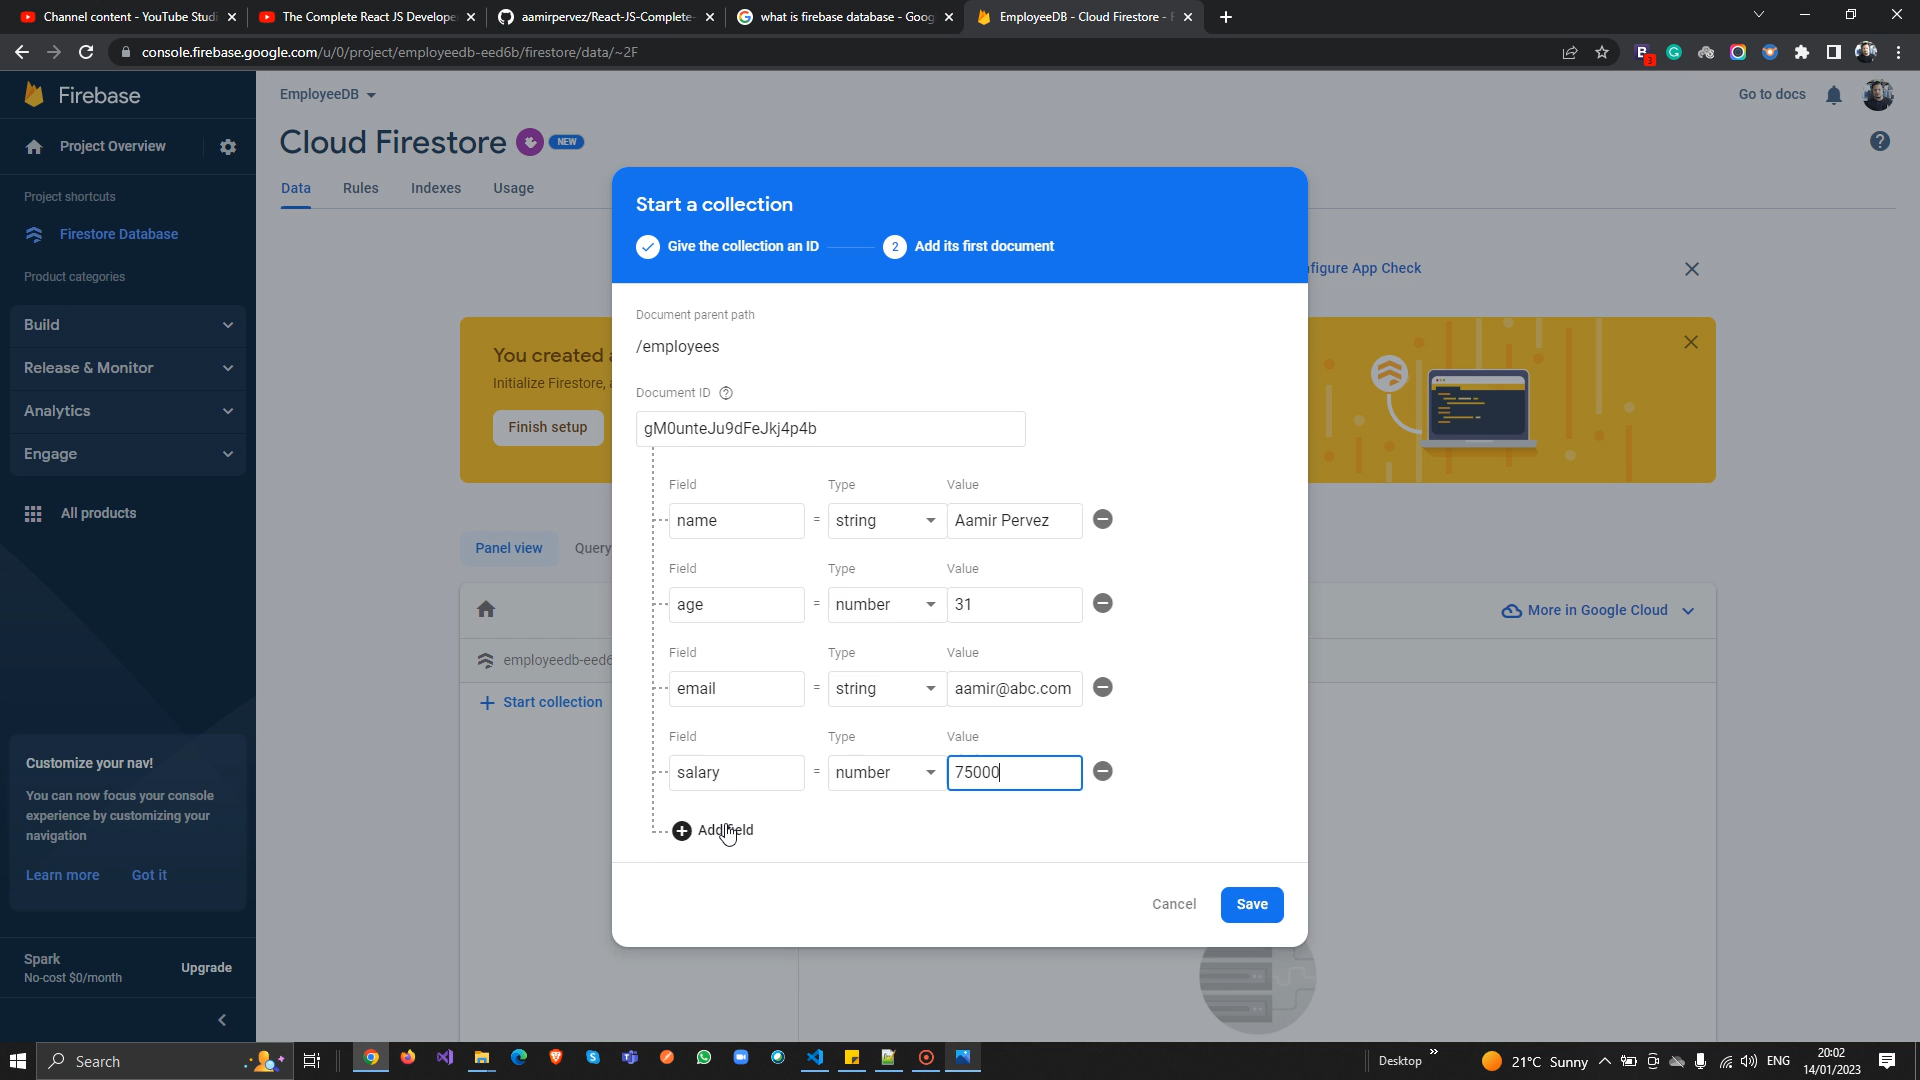 Channel content - YouTube Studi
The Complete React JS Develope
aamirpervez/React-JS-Complete-
what is firebase database - Goog
EmployeeDB - Cloud Firestore - F
console.firebase.google.com/u/0/project/employeedb-eed6b/firestore/data/~2F
3
Firebase
EmployeeDB
Go to docs
Project Overview
Cloud Firestore
NEW
Project shortcuts
Data
Rules
Indexes
Usage
Start a collection
Firestore Database
Give the collection an ID
2
Add its first document
Product categories
figure App Check
Build
Document parent path
You created
/employees
Release & Monitor
Initialize Firestore,
Document ID
Analytics
gM0unteJu9dFeJkj4p4b
Finish setup
Engage
Field
Type
Value
All products
name
=
string
Aamir Pervez
Panel view
Query
Field
Type
Value
age
=
number
31
More in Google Cloud
Field
Type
Value
employeedb-eed6
email
=
string
aamir@abc.com
Start collection
Field
Type
Value
Customize your nav!
salary
=
number
75000
You can now focus your console
experience by customizing your
navigation
Add field
Learn more
Got it
Cancel
Save
Spark
No-cost $0/month
Upgrade
Search
Desktop
21°C Sunny
ENG
20:02
14/01/2023